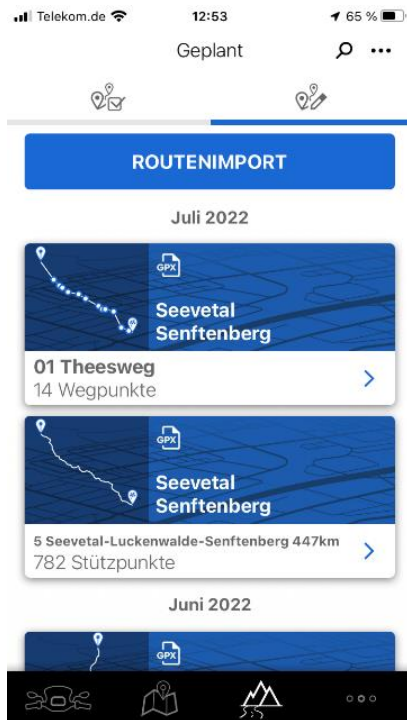 Telekom.de 12:53 65 %
Geplant
ROUTENIMPORT
Juli 2022
GPX
Seevetal
Senftenberg
01 Theesweg
14 Wegpunkte
GPX
Seevetal
Senftenberg
5 Seevetal-Luckenwalde-Senftenberg 447km
782 Stützpunkte
Juni 2022
GPX